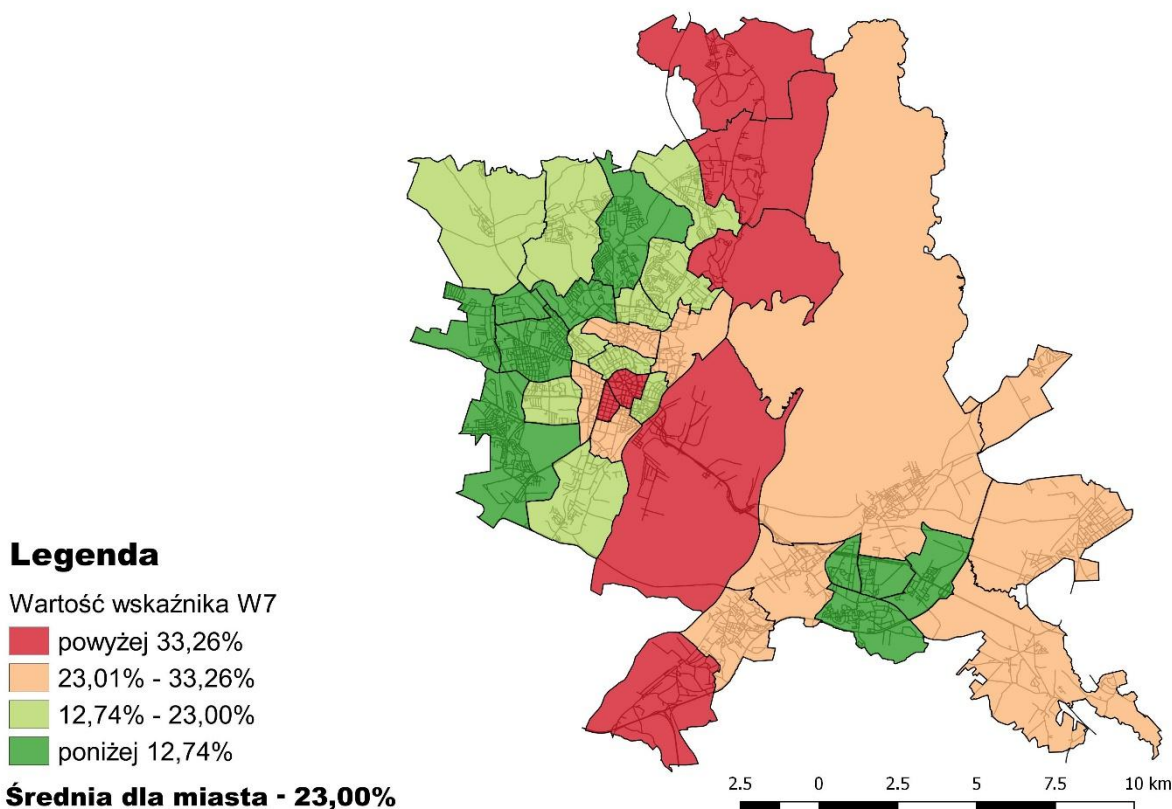 Legenda
Wartość wskaźnika W7
powyżej 33,26%
23,01% - 33,26%
12,74% - 23,00%
poniżej 12,74%
Średnia dla miasta - 23,00%
2.5 0 2.5 5 7.5 10 km